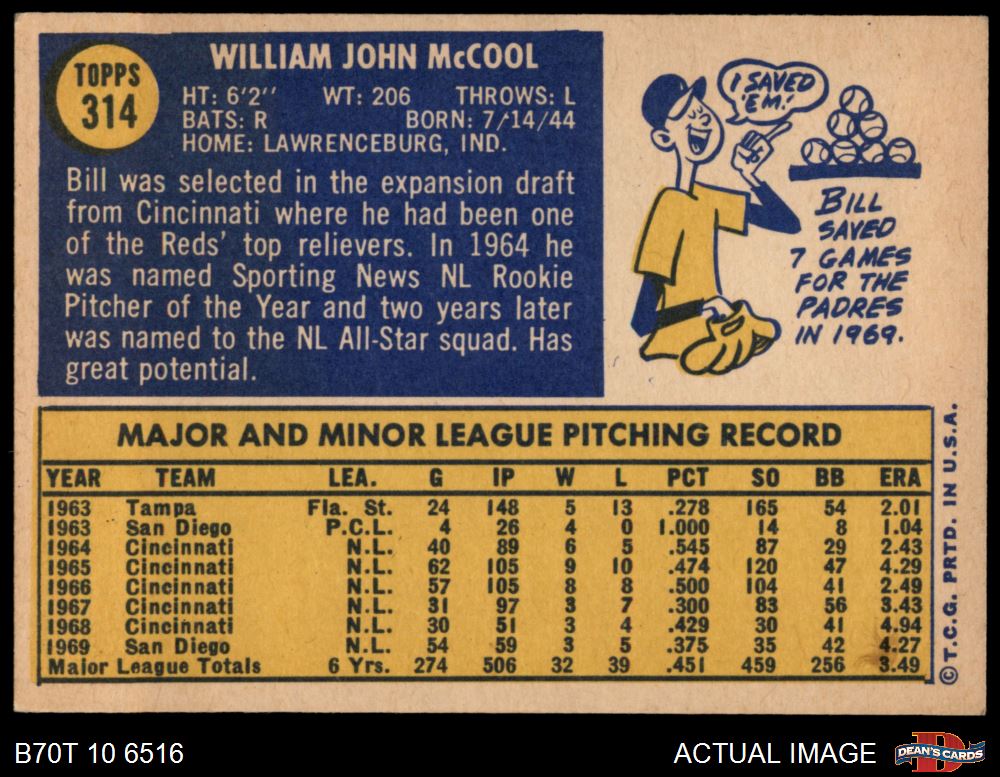 TOPPS
314
WILLIAM JOHN McCOOL
HT: 6'2'' WT: 206 THROWS: L
BATS: R BORN: 7/14/44
HOME: LAWRENCEBURG, IND.
Bill was selected in the expansion draft
from Cincinnati where he had been one
of the Reds' top relievers. In 1964 he
was named Sporting News NL Rookie
Pitcher of the Year and two years later
was named to the NL All-Star squad. Has
great potential.
I SAVED
'EM!
BILL
SAVED
7 GAMES
FOR THE
PADRES
IN 1969.
MAJOR AND MINOR LEAGUE PITCHING RECORD
YEAR TEAM LEA. G IP W L PCT SO BB ERA
1963 Tampa Fla. St. 24 148 5 13 .278 165 54 2.01
1963 San Diego P.C.L. 4 26 4 0 1.000 14 8 1.04
1964 Cincinnati N.L. 40 89 6 5 .545 87 29 2.43
1965 Cincinnati N.L. 62 105 9 10 .474 120 47 4.29
1966 Cincinnati N.L. 57 105 8 8 .500 104 41 2.49
1967 Cincinnati N.L. 31 97 3 7 .300 83 56 3.43
1968 Cincinnati N.L. 30 51 3 4 .429 30 41 4.94
1969 San Diego N.L. 54 59 3 5 .375 35 42 4.27
Major League Totals 6 Yrs. 274 506 32 39 .451 459 256 3.49
© T.C.G. PRTD. IN U.S.A.
B70T 10 6516
ACTUAL IMAGE
D
DEAN'S CARDS